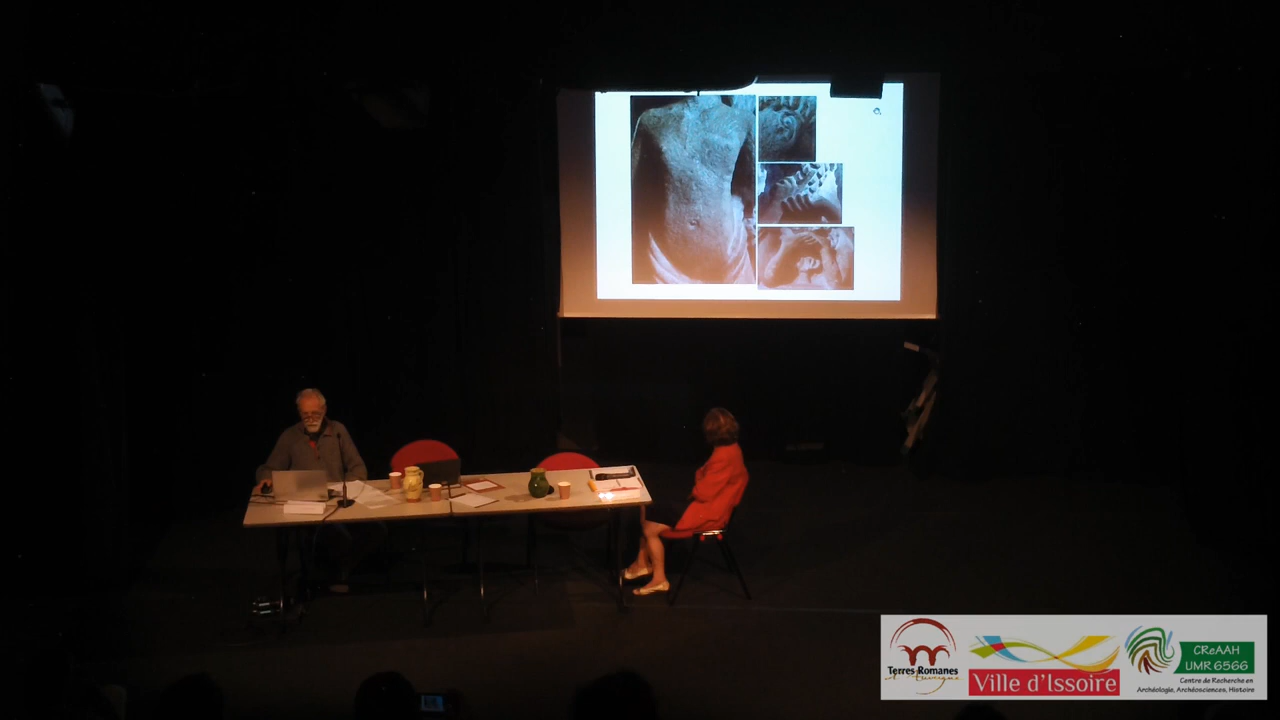 Terres Romanes
d'Auvergne
Ville d'Issoire
CReAAH
UMR 6566
Centre de Recherche en
Archéologie, Archéosciences, Histoire